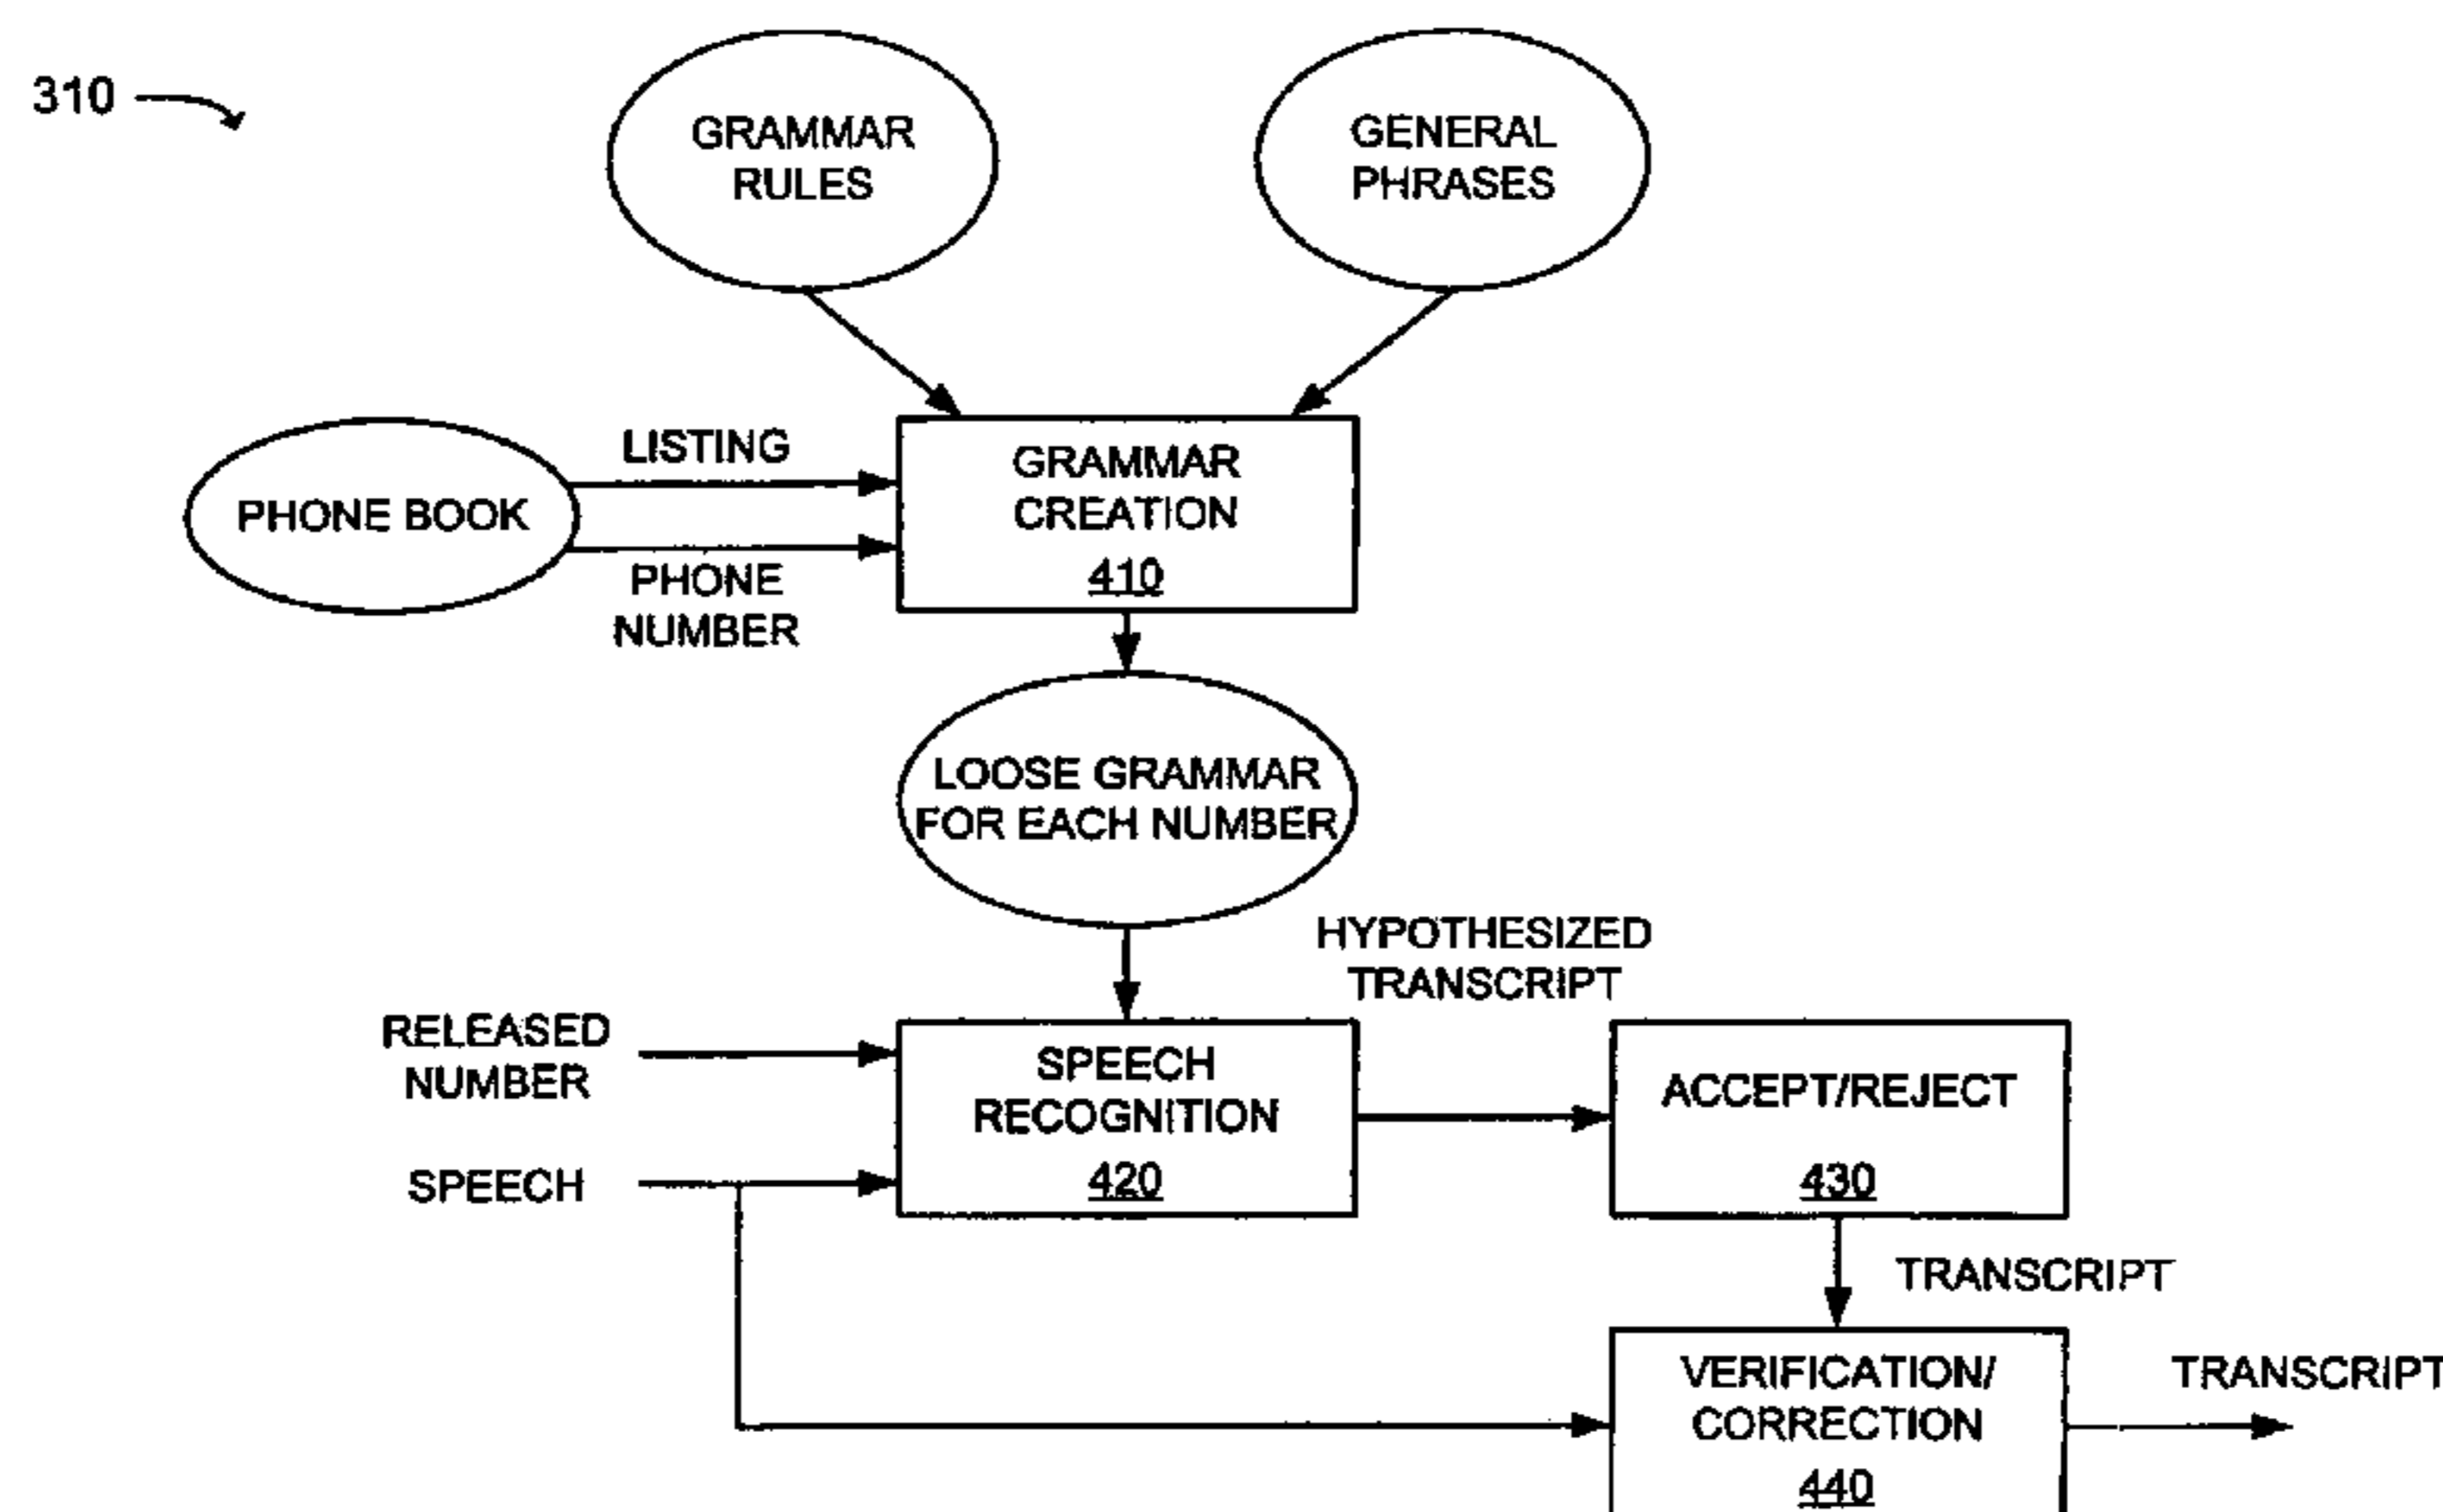 310
GRAMMAR
RULES
GENERAL
PHRASES
PHONE BOOK
LISTING
PHONE
NUMBER
GRAMMAR
CREATION
410
LOOSE GRAMMAR
FOR EACH NUMBER
HYPOTHESIZED
TRANSCRIPT
RELEASED
NUMBER
SPEECH
SPEECH
RECOGNITION
420
ACCEPT/REJECT
430
TRANSCRIPT
VERIFICATION/
CORRECTION
440
TRANSCRIPT